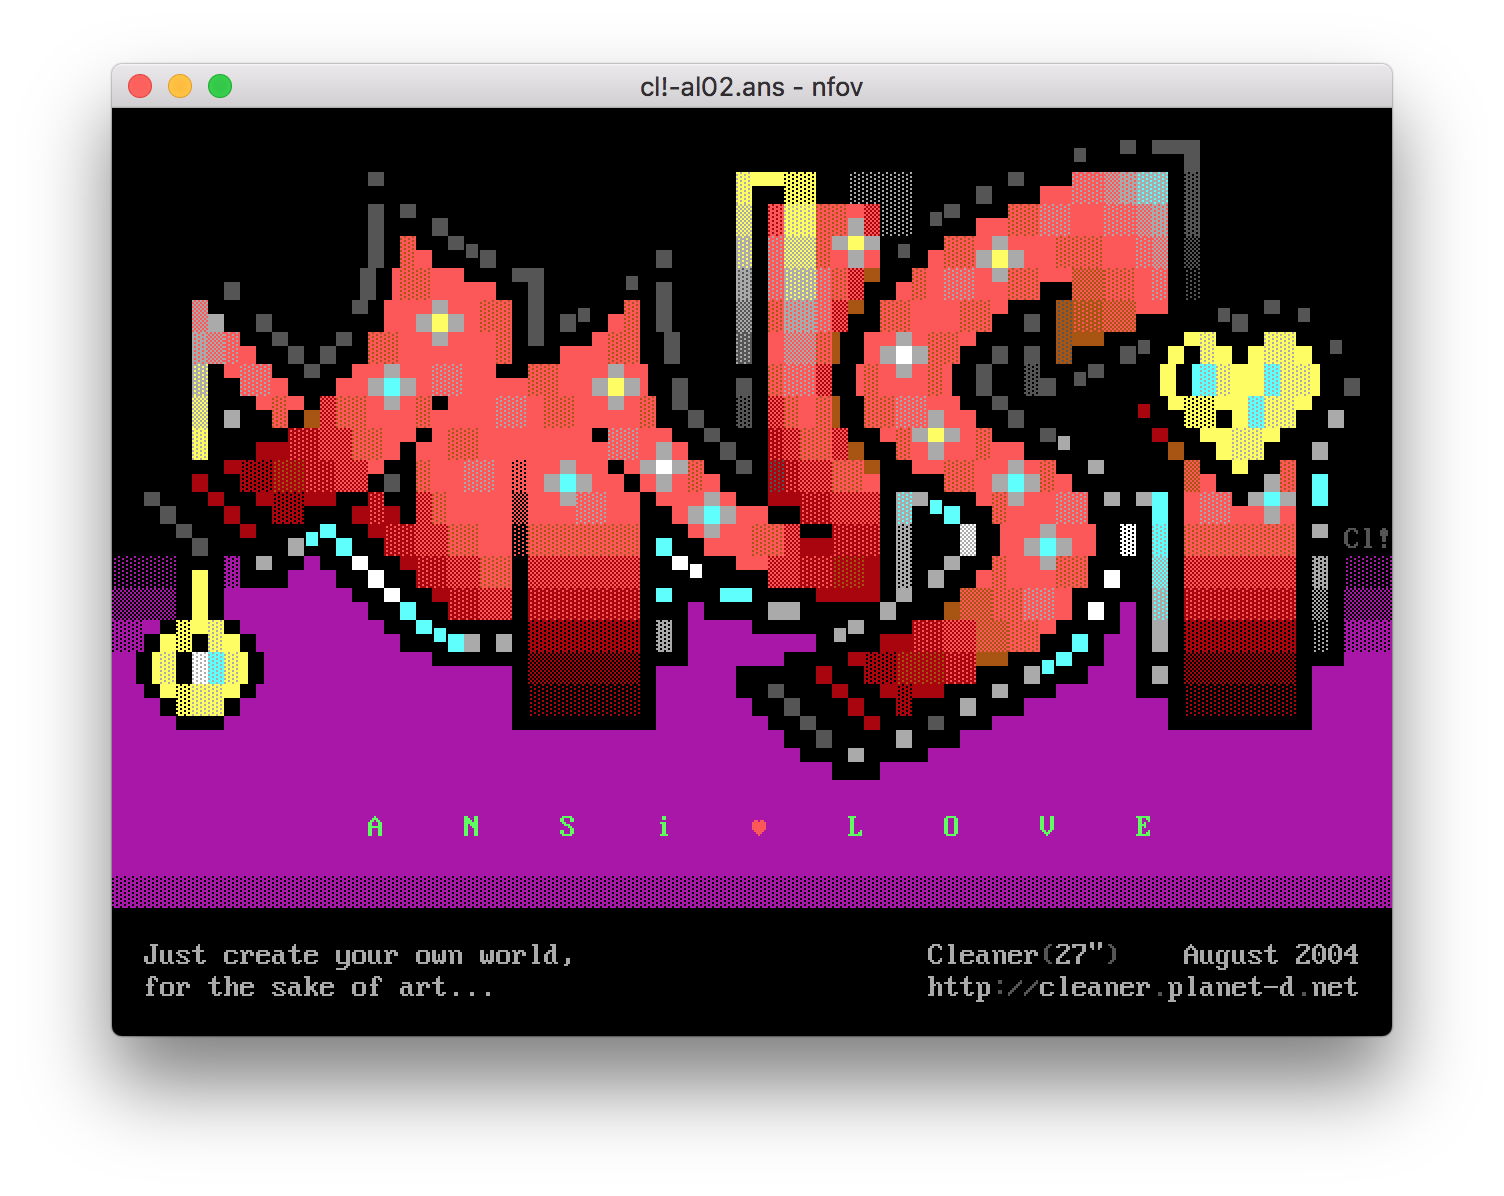 cl!-al02.ans - nfov
Cl!
A N S i ♥ L O V E
Just create your own world,
for the sake of art...
Cleaner(27") August 2004
http://cleaner.planet-d.net